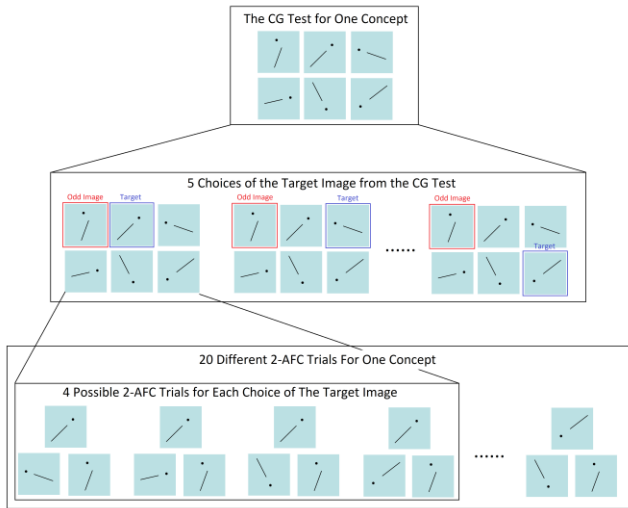 The CG Test for One Concept
5 Choices of the Target Image from the CG Test
Odd Image Target
Odd Image Target
Odd Image
Target
......
20 Different 2-AFC Trials For One Concept
4 Possible 2-AFC Trials for Each Choice of The Target Image
......